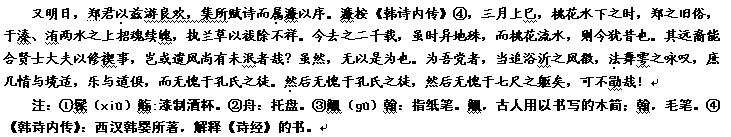 又明日，郑君以兹游良欢，集所赋诗而属濂以序。濂按《韩诗内传》④，三月上巳，桃花水下之时，郑之旧俗，
于溱、洧两水之上招魂续魄，执兰草以祓除不祥。今去之二千载，虽时异地殊，而桃花流水，则今犹昔也。其远裔能
合贤士大夫以修禊事，岂或遗风尚有未泯者哉？虽然，无以是为也。为吾党者，当追浴沂之风徽，法舞雩之咏叹，庶
几情与境适，乐与道俱，而无愧于孔氏之徒。然后无愧于孔氏之徒，然后无愧于七尺之躯矣，可不勖哉！
注：①髹（xiū）觞：漆制酒杯。②舟：托盘。③觚（gū）翰：指纸笔。觚，古人用以书写的木简；翰，毛笔。④
《韩诗内传》：西汉韩婴所著，解释《诗经》的书。